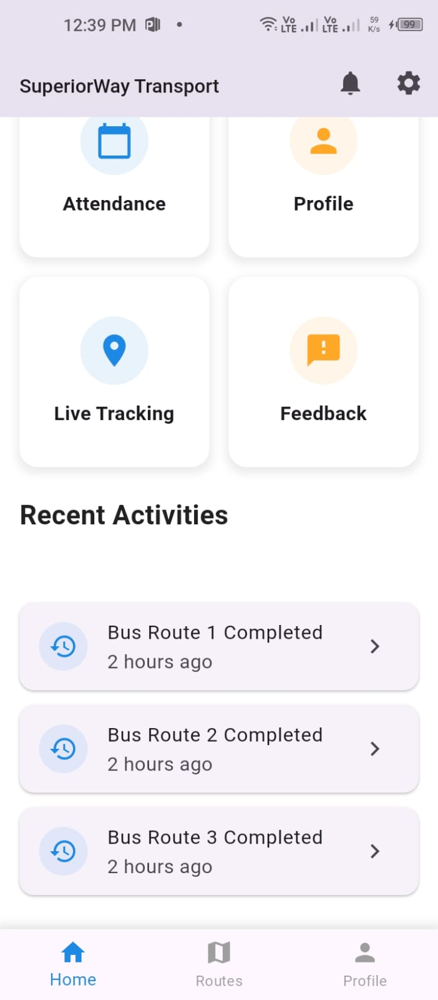 12:39 PM
Vo LTE Vo LTE 59 K/s 99
SuperiorWay Transport
Attendance
Profile
Live Tracking
Feedback
Recent Activities
Bus Route 1 Completed
2 hours ago
Bus Route 2 Completed
2 hours ago
Bus Route 3 Completed
2 hours ago
Home
Routes
Profile